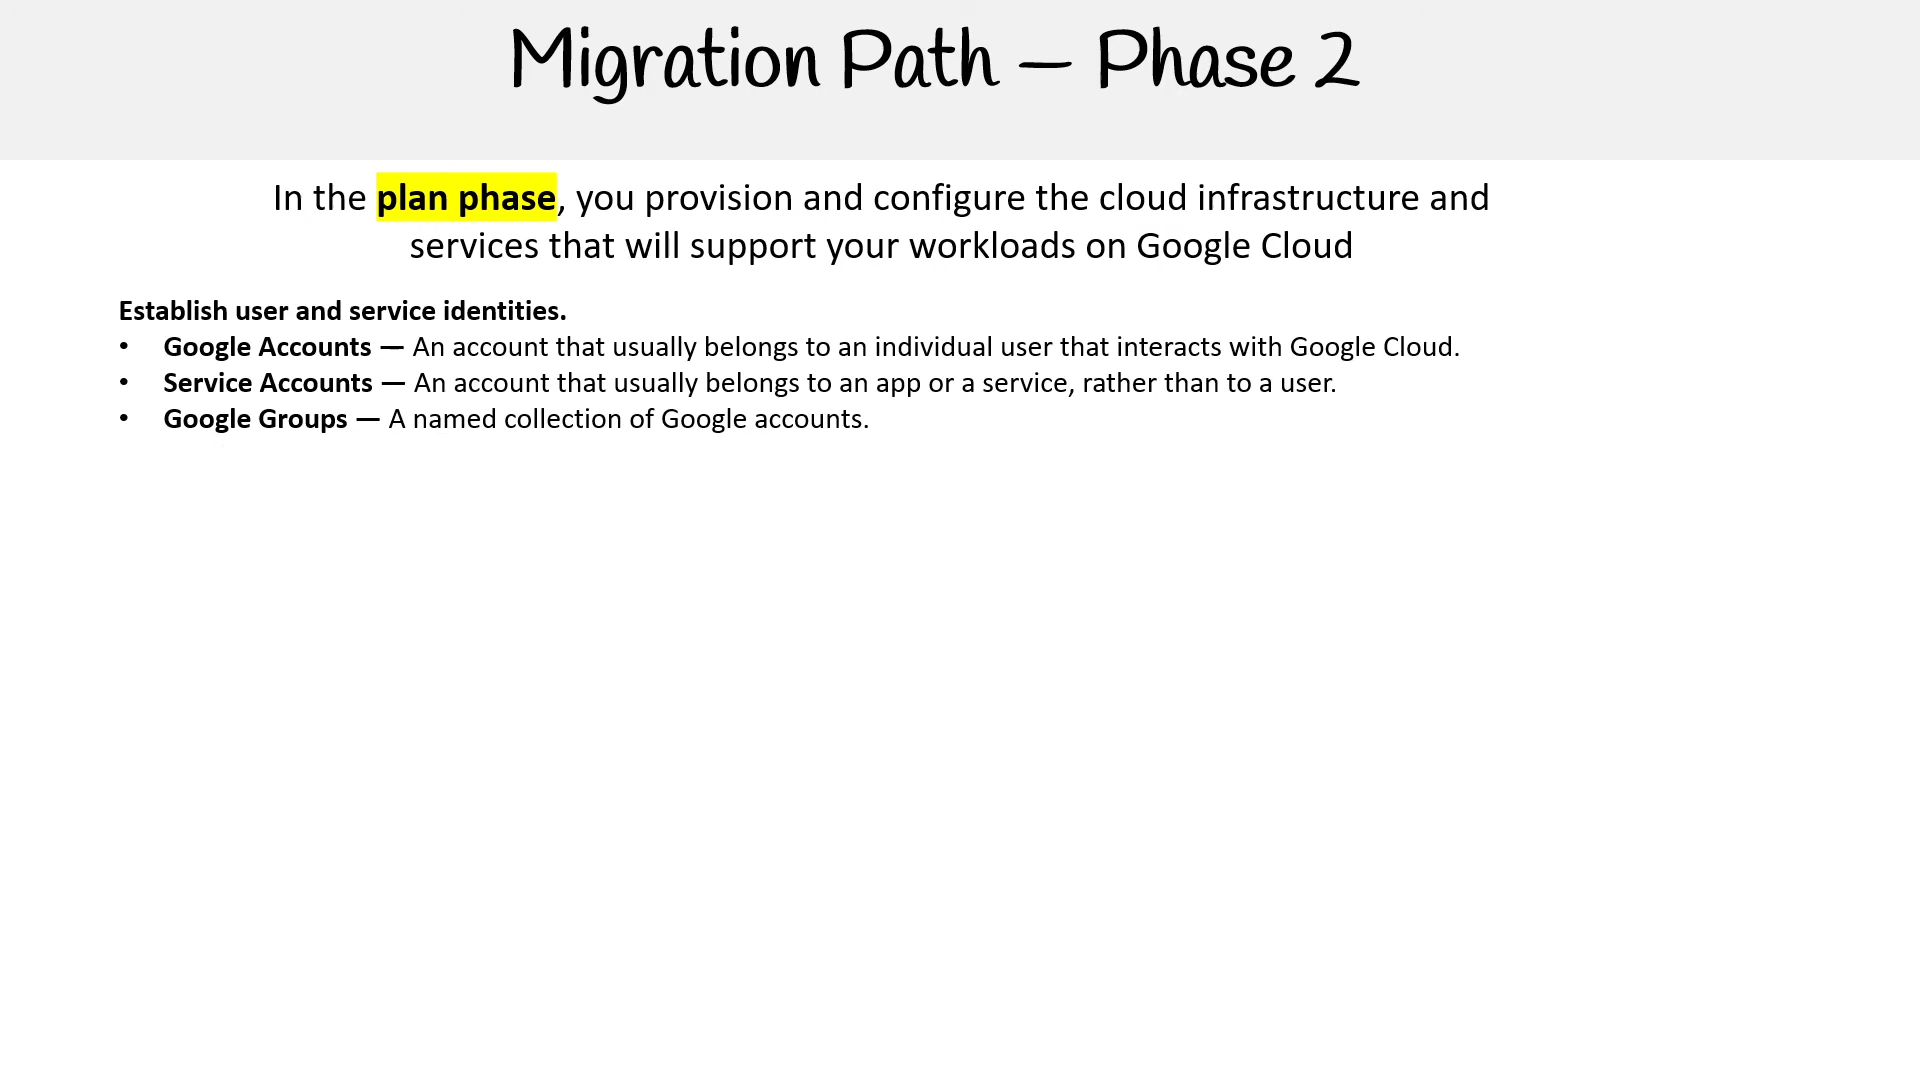 Migration Path – Phase 2
In the plan phase, you provision and configure the cloud infrastructure and
services that will support your workloads on Google Cloud
Establish user and service identities.
• Google Accounts — An account that usually belongs to an individual user that interacts with Google Cloud.
• Service Accounts — An account that usually belongs to an app or a service, rather than to a user.
• Google Groups — A named collection of Google accounts.